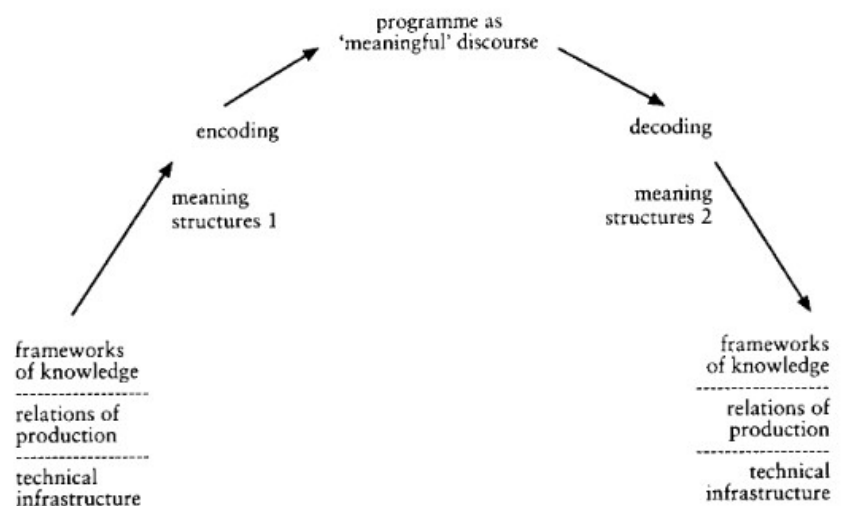 programme as
‘meaningful’ discourse
encoding
decoding
meaning
structures 1
meaning
structures 2
frameworks
of knowledge
relations of
production
technical
infrastructure
frameworks
of knowledge
relations of
production
technical
infrastructure